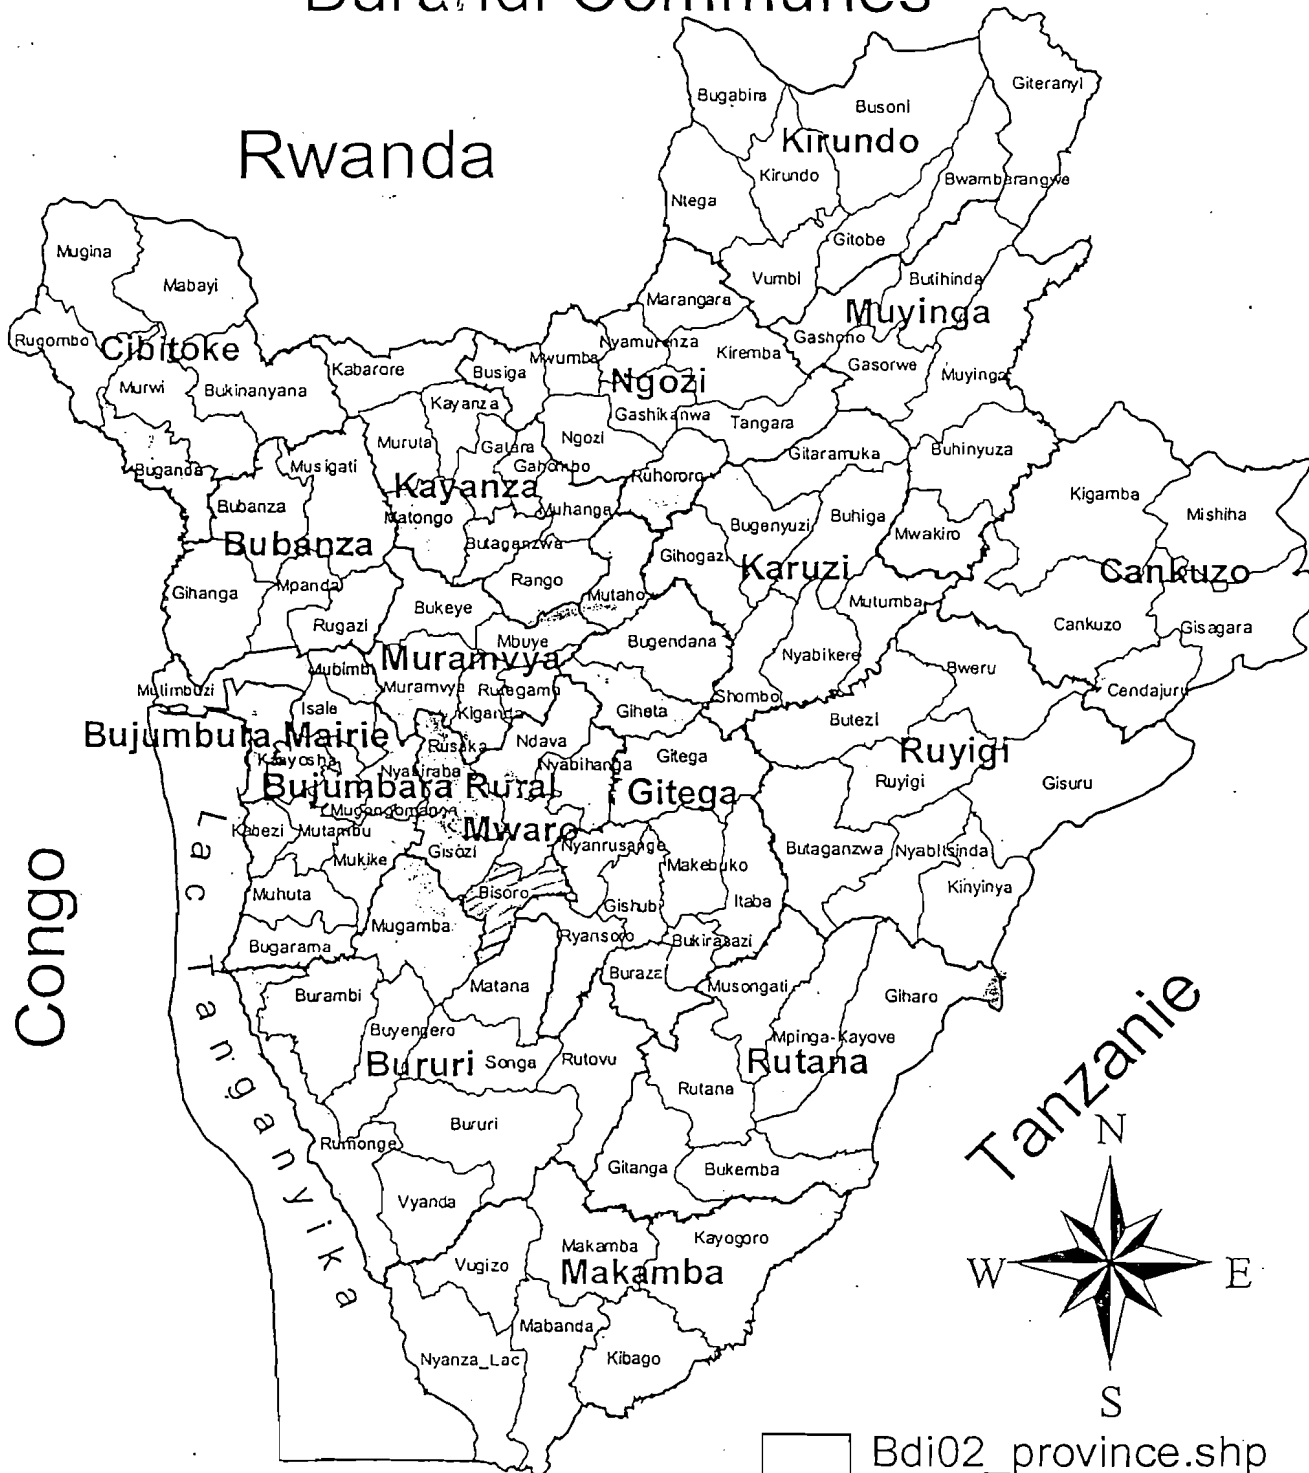 Burundi Communes
Giteranyi
Bugabira
Busoni
Rwanda
Kirundo
Kirundo
Bwambarangwe
Ntega
Gitobe
Mugina
Vumbi
Butihinda
Mabayi
Marangara
Muyinga
Rugombo
Cibitoke
Nyamurenza
Gashoho
Mwumba
Kiremba
Kabarore
Busiga
Gasorwe
Muyinga
Murwi
Bukinanyana
Ngozi
Kayanza
Gashikanwa
Tangara
Muruta
Gatara
Ngozi
Gitaramuka
Buhinyuza
Buganda
Musigati
Gahombo
Ruhororo
Kayanza
Kigamba
Bubanza
Matongo
Muhanga
Bugenyuzi
Buhiga
Mishiha
Mwakiro
Bubanza
Butaganzwa
Gihogazi
Karuzi
Cankuzo
Gihanga
Mpanda
Rango
Mutaho
Bukeye
Mutumba
Rugazi
Cankuzo
Gisagara
Mbuye
Bugendana
Nyabikere
Mubimbi
Muramvya
Bweru
Mutimbuzi
Muramvya
Rutegama
Shombo
Cendajuru
Isale
Kiganda
Giheta
Butezi
Bujumbura Mairie
Rusaka
Ndava
Gitega
Ruyigi
Kanyosha
Nyabiraba
Nyabihanga
Bujumbara Rural
Gitega
Ruyigi
Gisuru
Mugongomanga
Kabezi
Mutambu
Mwaro
Gisozi
Nyanrusange
Butaganzwa
Nyabitsinda
Mukike
Makebuko
Muhuta
Bisoro
Gishubi
Itaba
Kinyinya
Congo
Lac Tanganyika
Mugamba
Bugarama
Ryansoro
Bukirasazi
Burambi
Matana
Buraza
Musongati
Giharo
Tanzanie
Buyengero
Mpinga-Kayove
Bururi
Songa
Rutovu
Rutana
Rutana
Bururi
Rumonge
Gitanga
Bukemba
N
Vyanda
Makamba
Kayogoro
Vugizo
Makamba
W
E
Mabanda
Nyanza_Lac
Kibago
S
Bdi02_province.shp